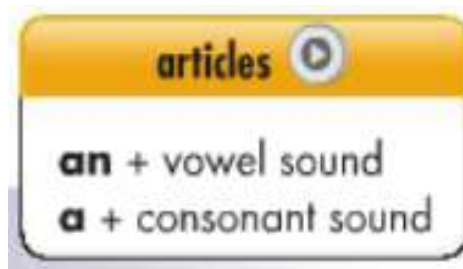 articles
an + vowel sound
a + consonant sound